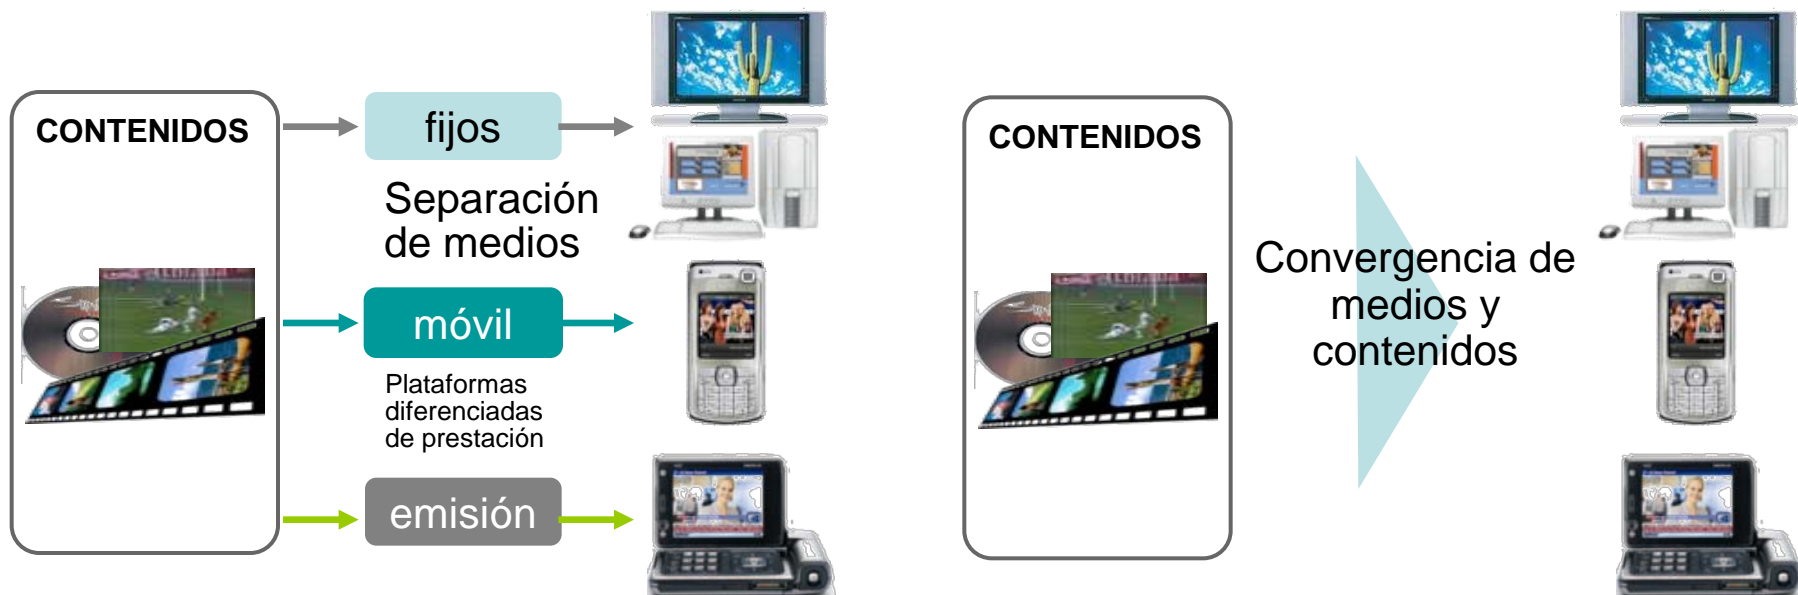 CONTENIDOS
fijos
Separación
de medios
móvil
Plataformas
diferenciadas
de prestación
emisión
CONTENIDOS
Convergencia de
medios y
contenidos